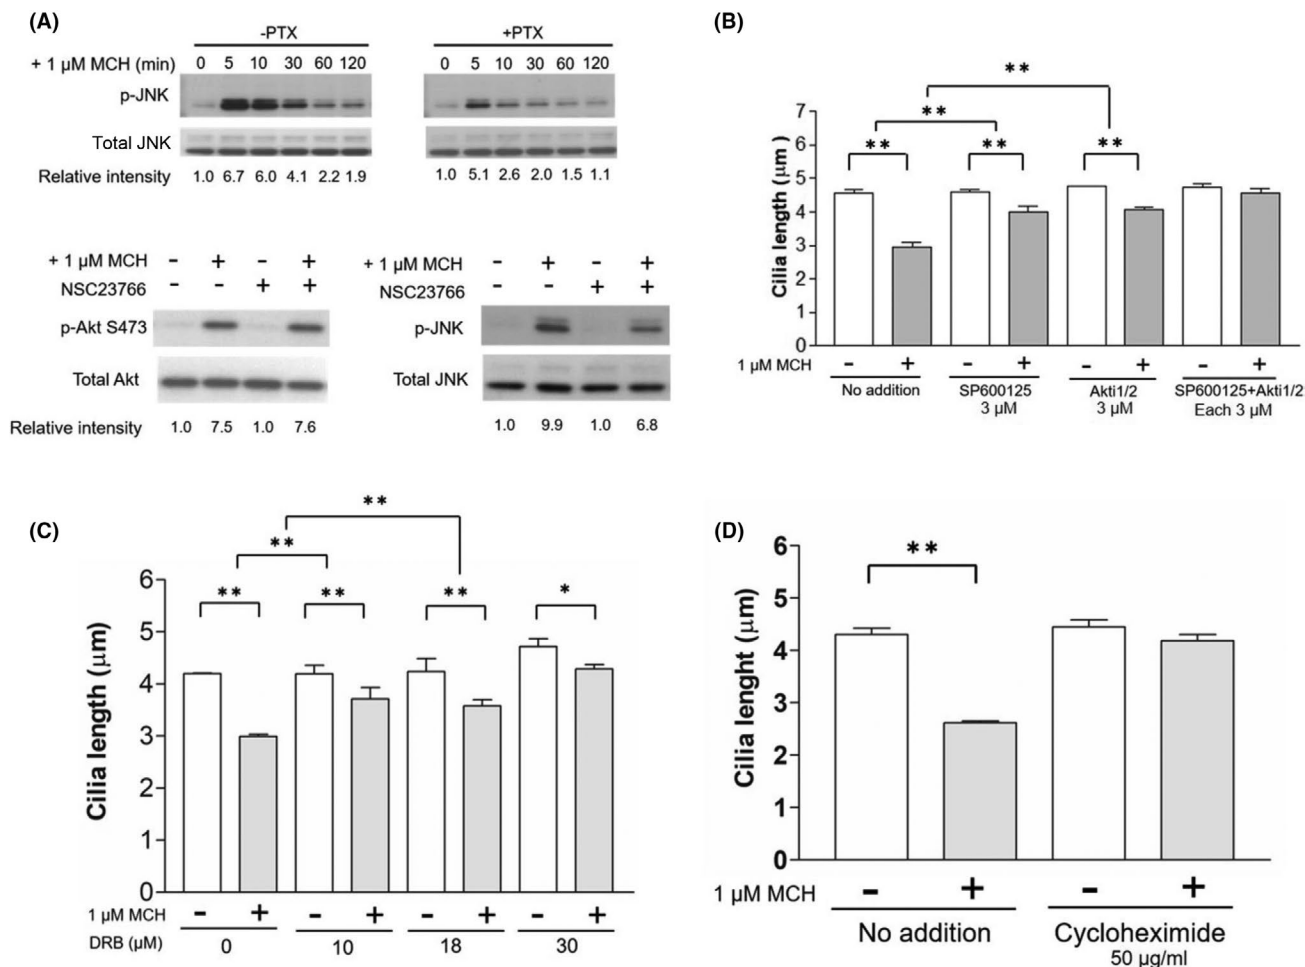 (A)
-PTX
+PTX
+ 1 μM MCH (min) 0 5 10 30 60 120
0 5 10 30 60 120
p-JNK
Total JNK
Relative intensity 1.0 6.7 6.0 4.1 2.2 1.9
1.0 5.1 2.6 2.0 1.5 1.1
+ 1 μM MCH - + - +
NSC23766 - - + +
p-Akt S473
Total Akt
Relative intensity 1.0 7.5 1.0 7.6
+ 1 μM MCH - + - +
NSC23766 - - + +
p-JNK
Total JNK
1.0 9.9 1.0 6.8
(B)
**
**
** ** **
Cilia length (μm)
7
6
5
4
3
2
1
0
1 μM MCH - + - + - + - +
No addition
SP600125
3 μM
Akti1/2
3 μM
SP600125+Akti1/2
Each 3 μM
(C)
**
**
** ** ** *
Cilia length (μm)
6
5
4
3
2
1
0
1 μM MCH - + - + - + - +
DRB (μM) 0 10 18 30
(D)
**
Cilia lenght (μm)
6
5
4
3
2
1
0
1 μM MCH - + - +
No addition
Cycloheximide
50 μg/ml